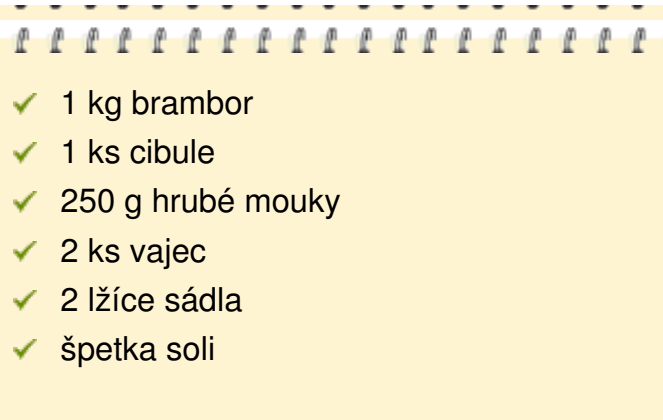 1 kg brambor
1 ks cibule
250 g hrubé mouky
2 ks vajec
2 lžíce sádla
špetka soli